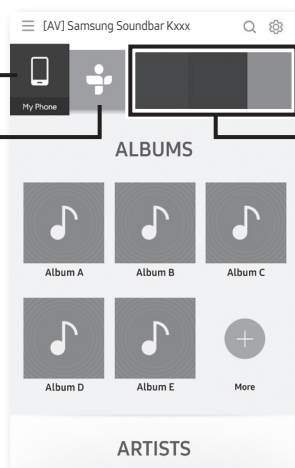 [AV] Samsung Soundbar Kxxx
My Phone
ALBUMS
Album A Album B Album C
Album D Album E More
ARTISTS